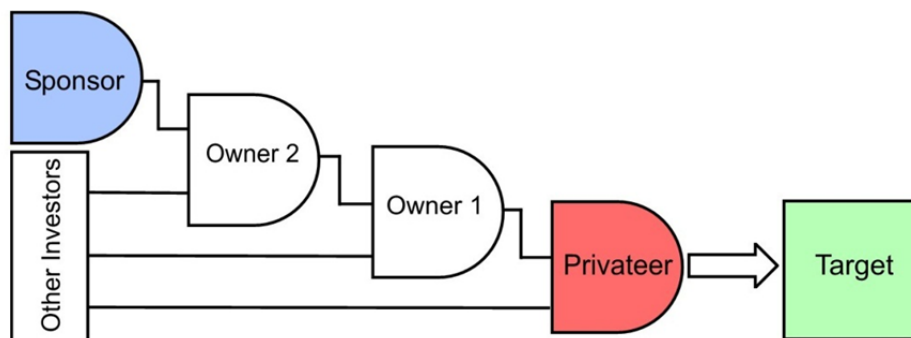 Sponsor
Other Investors
Owner 2
Owner 1
Privateer
Target